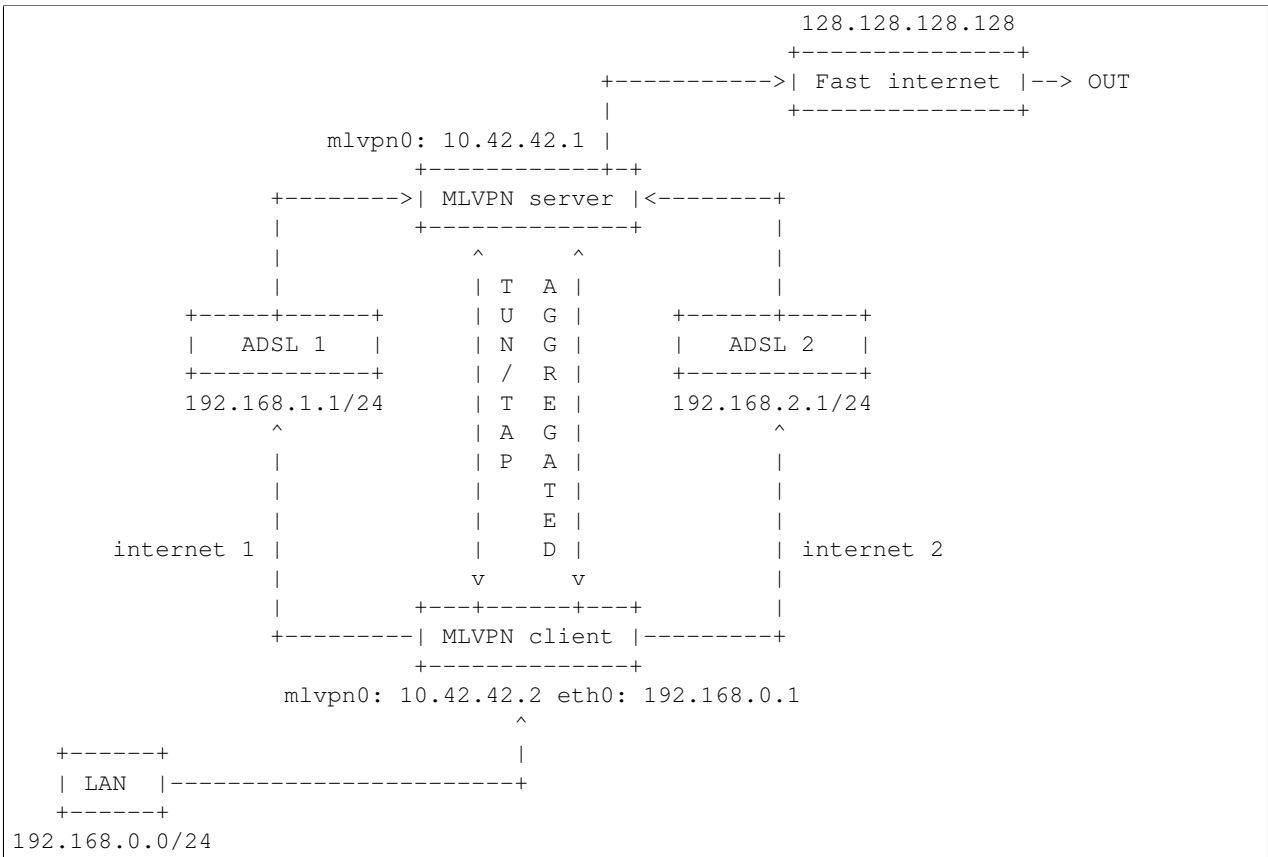 128.128.128.128
                                                      +---------------+
                                         +----------->| Fast internet |--> OUT
                                         |            +---------------+
                      mlvpn0: 10.42.42.1 |
                            +------------+-+
                  +-------->| MLVPN server |<--------+
                  |         +--------------+         |
                  |             ^      ^             |
                  |             | T  A |             |
            +-----+------+      | U  G |      +------+-----+
            |   ADSL 1   |      | N  G |      |   ADSL 2   |
            +------------+      | /  R |      +------------+
            192.168.1.1/24      | T  E |      192.168.2.1/24
                  ^             | A  G |             ^
                  |             | P  A |             |
                  |             |    T |             |
                  |             |    E |             |
       internet 1 |             |    D |             | internet 2
                  |             v      v             |
                  |         +---+------+---+         |
                  +---------| MLVPN client |---------+
                            +--------------+
                   mlvpn0: 10.42.42.2 eth0: 192.168.0.1
                                   ^
   +------+                        |
   | LAN  |------------------------+
   +------+
192.168.0.0/24